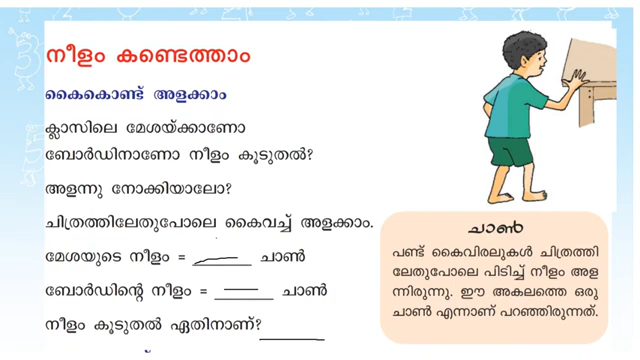 നീളം കണ്ടെത്താം
കൈകൊണ്ട് അളക്കാം
ക്ലാസിലെ മേശയ്ക്കാണോ
ബോർഡിനാണോ നീളം കൂടുതൽ?
അളന്നു നോക്കിയാലോ?
ചിത്രത്തിലേതുപോലെ കൈവച്ച് അളക്കാം.
മേശയുടെ നീളം = ______ ചാൺ
ബോർഡിന്റെ നീളം = ______ ചാൺ
നീളം കൂടുതൽ ഏതിനാണ്? ______
ചാൺ
പണ്ട് കൈവിരലുകൾ ചിത്രത്തി
ലേതുപോലെ പിടിച്ച് നീളം അള
ന്നിരുന്നു. ഈ അകലത്തെ ഒരു
ചാൺ എന്നാണ് പറഞ്ഞിരുന്നത്.